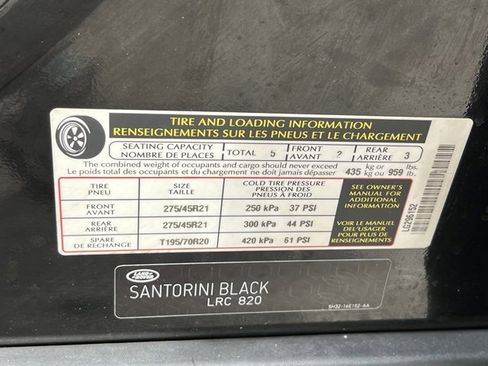 TIRE AND LOADING INFORMATION
RENSEIGNEMENTS SUR LES PNEUS ET LE CHARGEMENT
SEATING CAPACITY TOTAL 5 FRONT 2 REAR 3
NOMBRE DE PLACES AVANT ARRIÈRE
The combined weight of occupants and cargo should never exceed 435 kg or 959 lb.
Le poids total des occupants et du chargement ne doit jamais dépasser kg ou lb.
TIRE SIZE COLD TIRE PRESSURE
PNEU TAILLE PRESSION DES PNEUS À FROID
FRONT AVANT 275/45R21 250 kPa 37 PSI
REAR ARRIÈRE 275/45R21 300 kPa 44 PSI
SPARE DE RECHANGE T195/70R20 420 kPa 61 PSI
SEE OWNER'S
MANUAL FOR
ADDITIONAL
INFORMATION
VOIR LE MANUEL
DE L'USAGER
POUR PLUS DE
RENSEIGNEMENTS
LG296152
LAND ROVER
SANTORINI BLACK
LRC 820